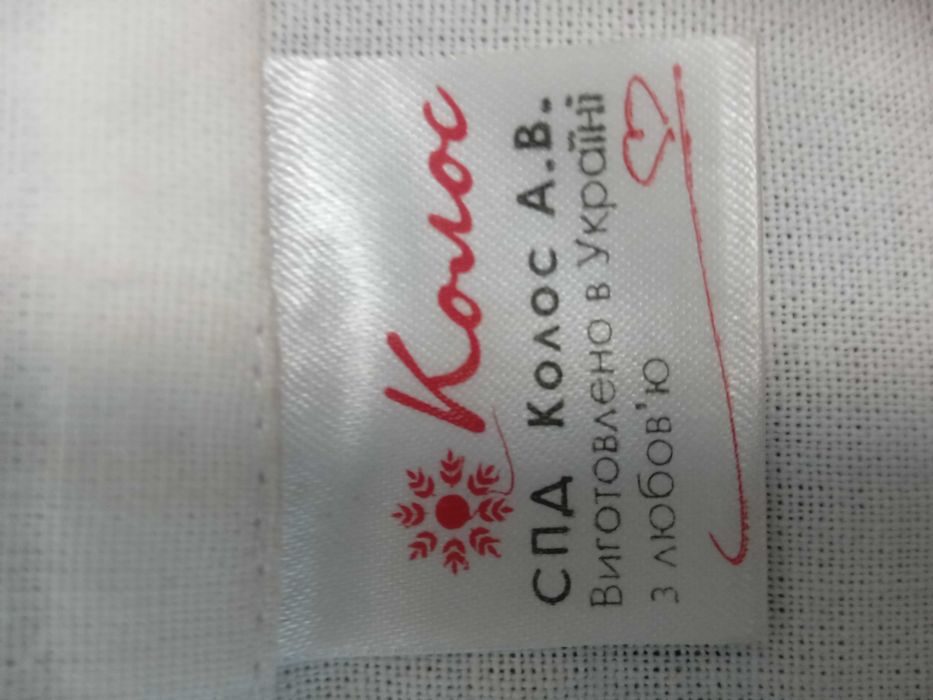 Колос
СПД Колос А.В.
Виготовлено в Україні
з любов'ю